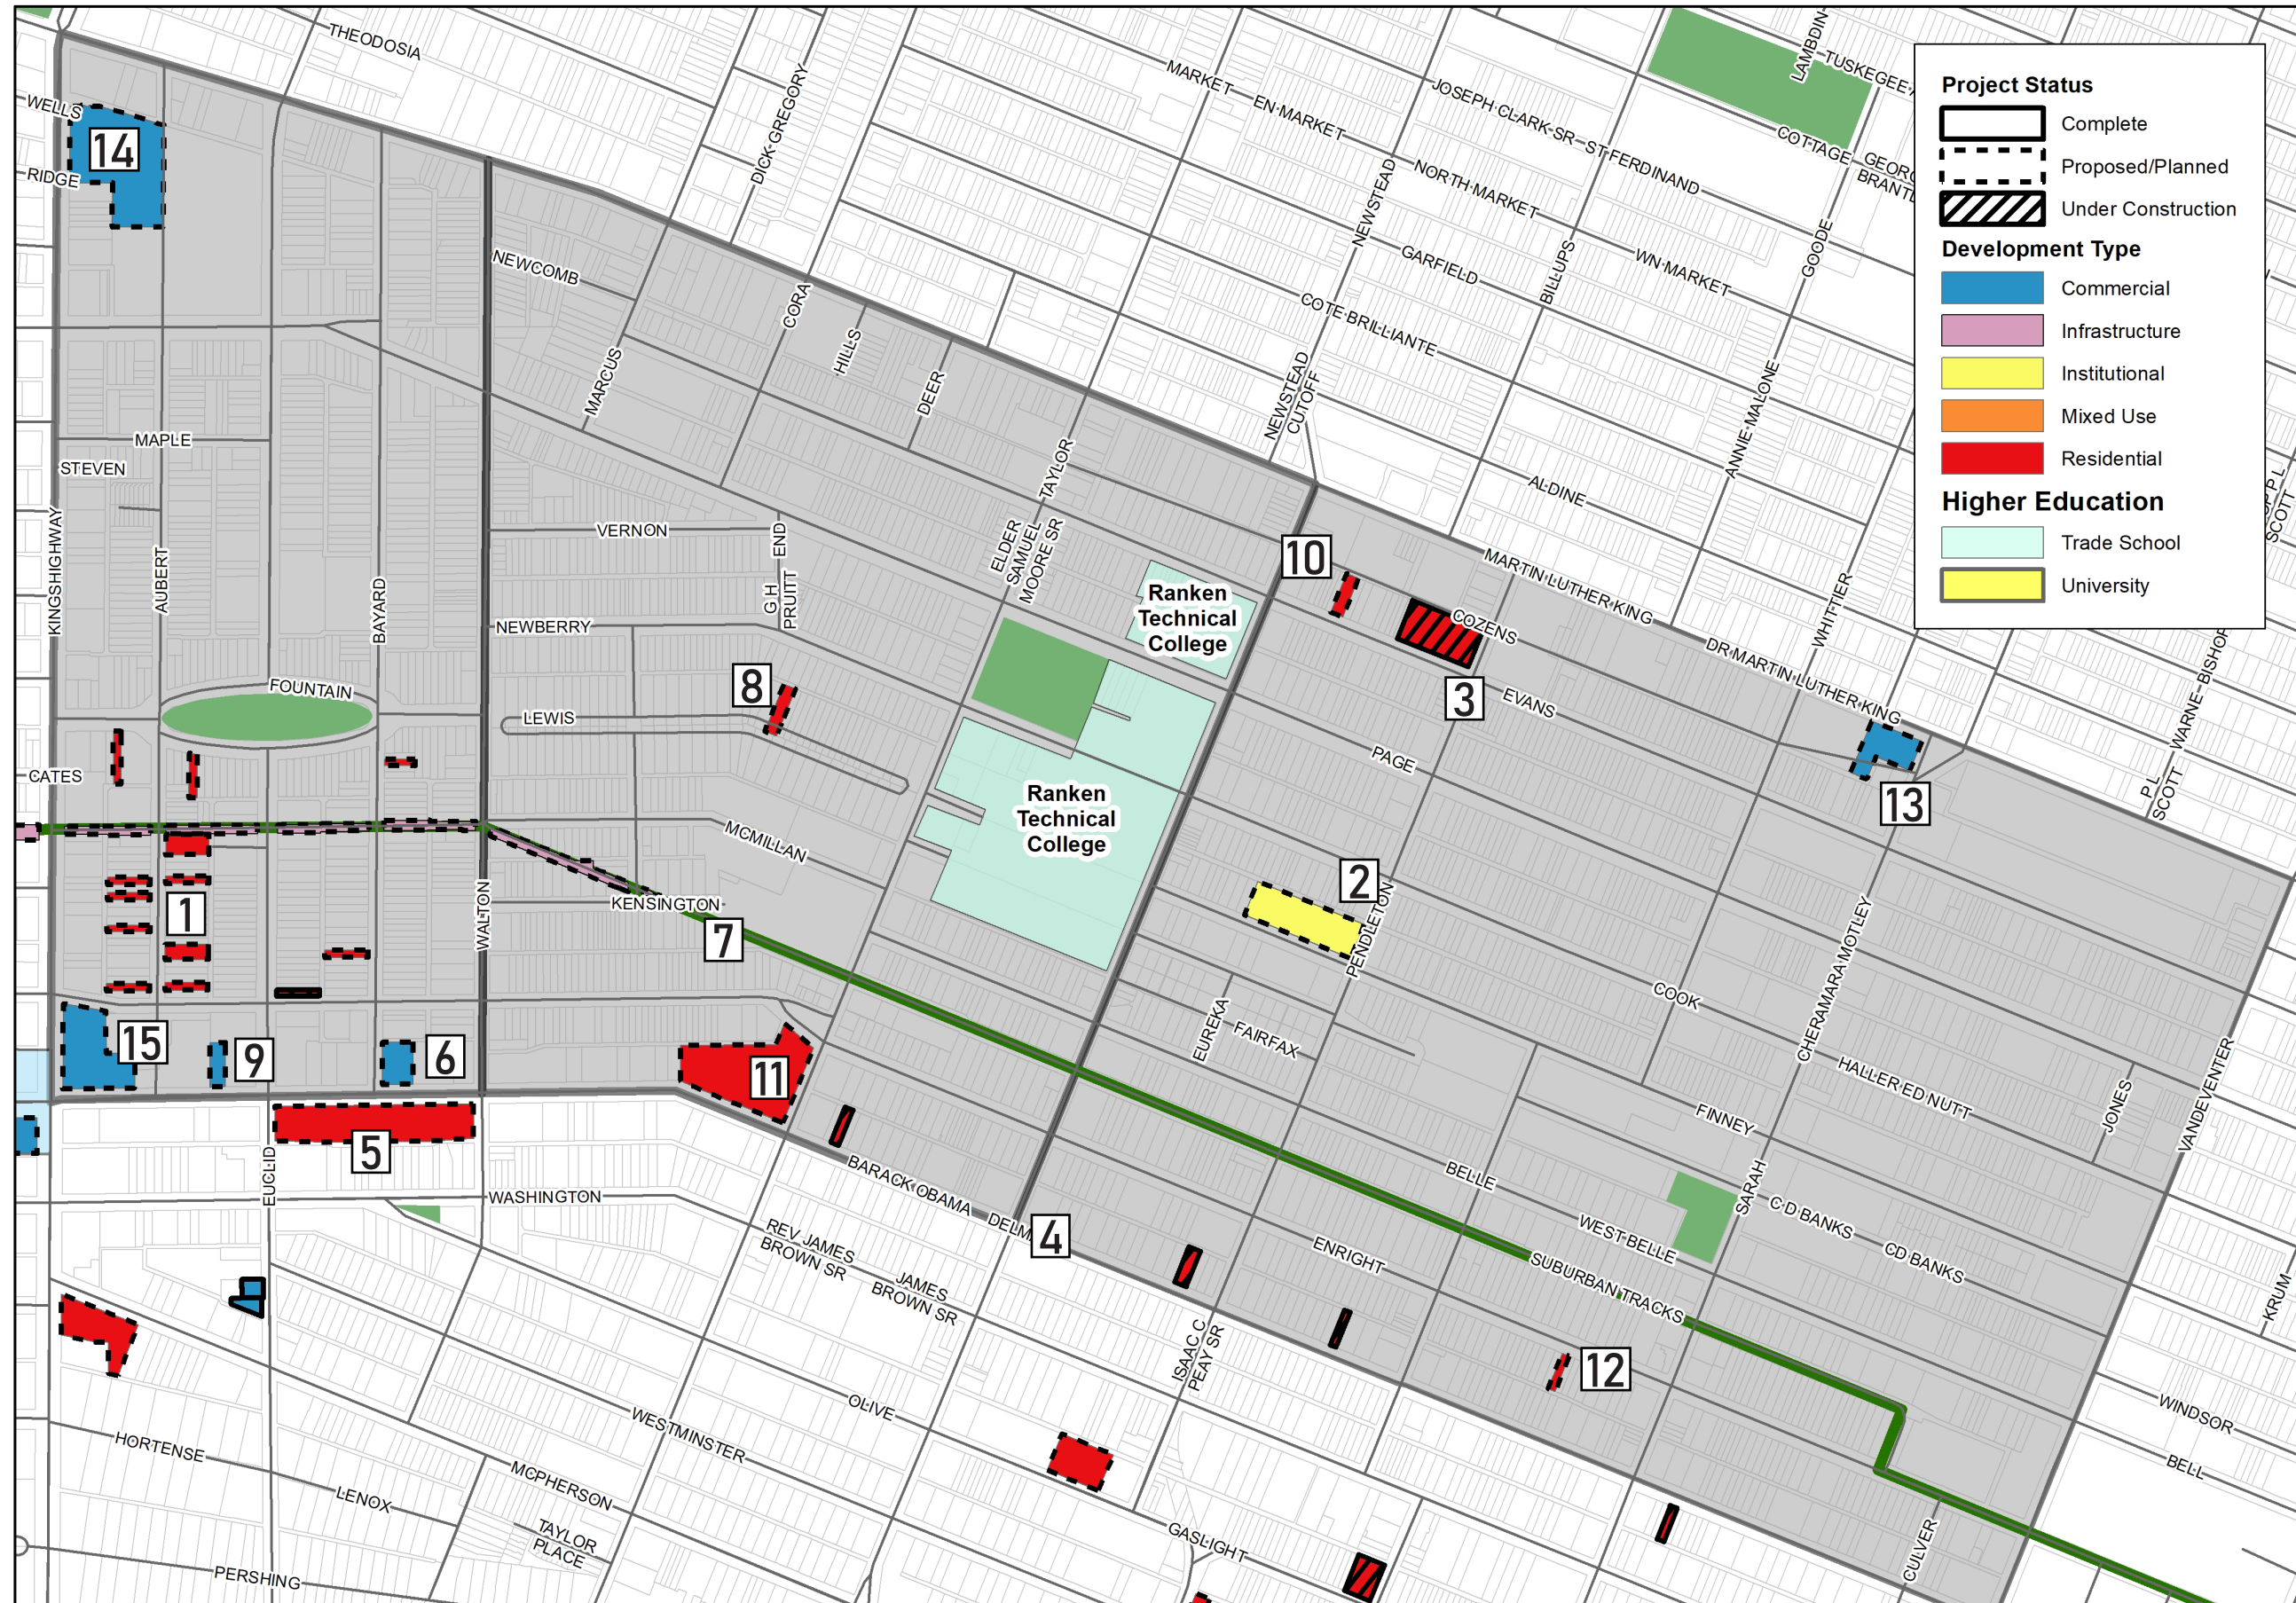 THEODOSIA
WELLS
14
RIDGE
DICK GREGORY
MARKET
EN MARKET
JOSEPH CLARK SR
ST FERDINAND
NORTH MARKET
NEWSTEAD
GARFIELD
WN MARKET
BILLUPS
COTE BRILLIANTE
LAMBDIN
TUSKEGEE
COTTAGE
GOODE
Project Status
Complete
Proposed/Planned
Under Construction
Development Type
Commercial
Infrastructure
Institutional
Mixed Use
Residential
Higher Education
Trade School
University
NEWCOMB
CORA
HILLS
MARCUS
DEER
NEWSTEAD
CUTOFF
ANNIE MALONE
ALDINE
MAPLE
STEVEN
TAYLOR
KINGSHIGHWAY
AUBERT
BAYARD
VERNON
END
G H
PRUITT
ELDER
SAMUEL
MOORE SR
10
MARTIN LUTHER KING
Ranken
Technical
College
COZENS
WHITTIER
DR MARTIN LUTHER KING
P L
SCOTT
WARNE
BISHOP
P L
SCOTT
NEWBERRY
FOUNTAIN
8
LEWIS
3
EVANS
PAGE
13
CATES
Ranken
Technical
College
MCMILLAN
2
PENDLETON
WALTON
KENSINGTON
1
7
CHERAMARA MOTLEY
COOK
EUREKA
FAIRFAX
15
9
6
11
HALLER ED NUTT
JONES
VANDEVENTER
FINNEY
5
EUCLID
WASHINGTON
BARACK OBAMA
4
BELLE
SARAH
C D BANKS
CD BANKS
WEST BELLE
ENRIGHT
SUBURBAN TRACKS
REV JAMES
BROWN SR
JAMES
BROWN SR
KRUM
ISAAC C
PEAY SR
12
OLIVE
WESTMINSTER
WINDSOR
BELL
HORTENSE
LENOX
MCPHERSON
TAYLOR
PLACE
GASLIGHT
CULVER
PERSHING